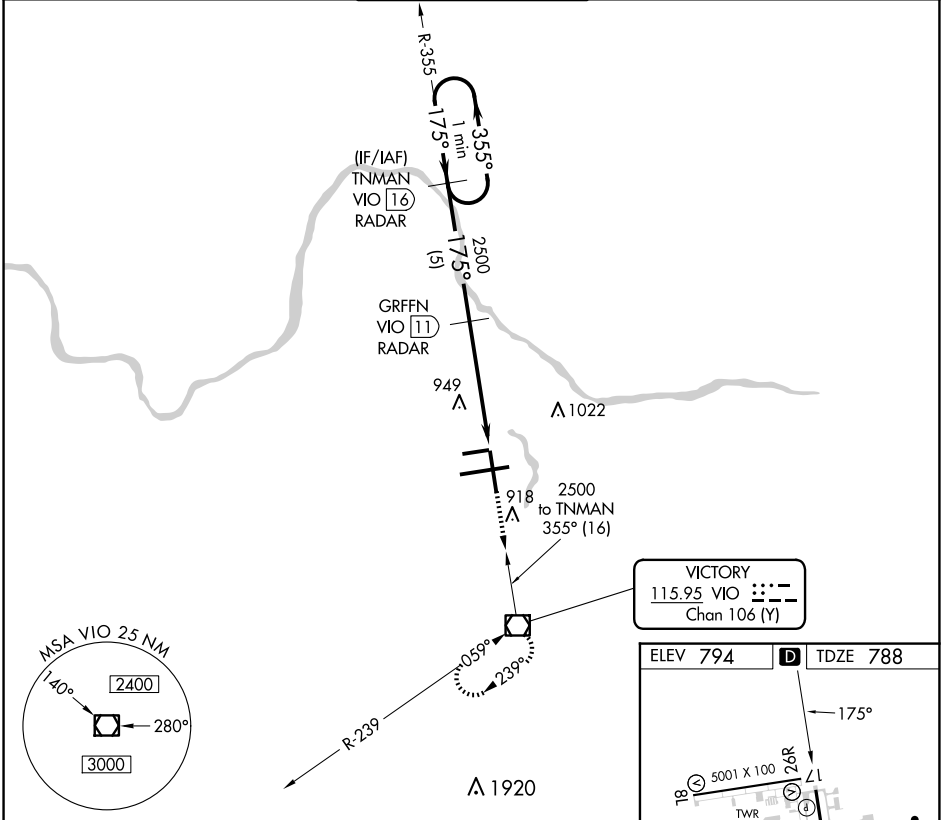 R-355
175°
1 min
355°
(IF/IAF)
TNMAN
VIO 16
RADAR
2500
175°
(5)
GRFFN
VIO 11
RADAR
949
1022
918
2500
to TNMAN
355° (16)
VICTORY
115.95 VIO
Chan 106 (Y)
059°
239°
R-239
MSA VIO 25 NM
140°
2400
280°
3000
1920
ELEV 794
D
TDZE 788
175°
8L
V
5001 X 100
26R
17
V
P
TWR